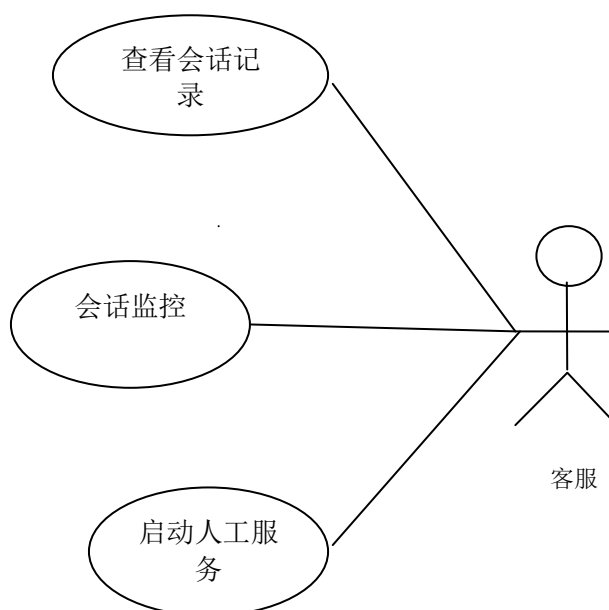 查看会话记
录
会话监控
客服
启动人工服
务